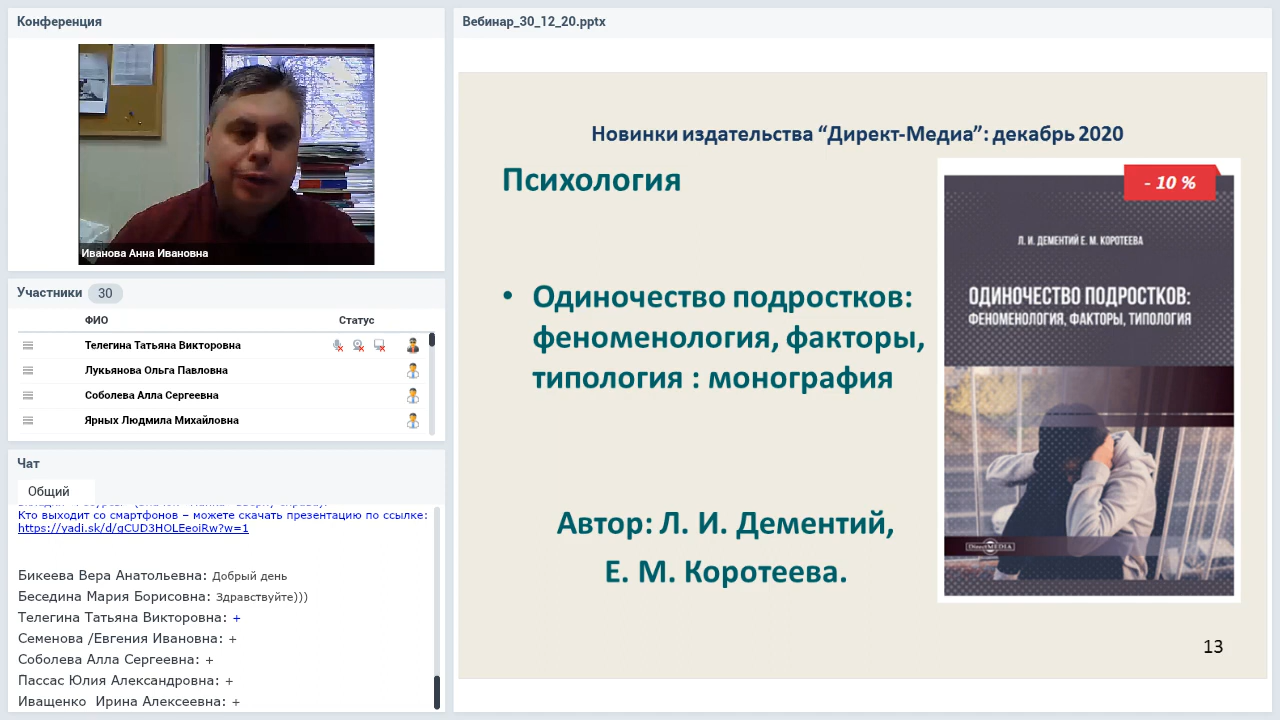 Конференция
Иванова Анна Ивановна
Участники 30
ФИО Статус
Телегина Татьяна Викторовна
Лукьянова Ольга Павловна
Соболева Алла Сергеевна
Ярных Людмила Михайловна
Чат
Общий
Кто выходит со смартфонов – можете скачать презентацию по ссылке:
https://yadi.sk/d/gCUD3HOLEeoiRw?w=1
Бикеева Вера Анатольевна: Добрый день
Беседина Мария Борисовна: Здравствуйте)))
Телегина Татьяна Викторовна: +
Семенова /Евгения Ивановна: +
Соболева Алла Сергеевна: +
Пассас Юлия Александровна: +
Иващенко Ирина Алексеевна: +
Вебинар_30_12_20.pptx
Новинки издательства “Директ-Медиа”: декабрь 2020
Психология
• Одиночество подростков:
феноменология, факторы,
типология : монография
Автор: Л. И. Дементий,
Е. М. Коротеева.
- 10 %
Л. И. ДЕМЕНТИЙ Е. М. КОРОТЕЕВА
ОДИНОЧЕСТВО ПОДРОСТКОВ:
ФЕНОМЕНОЛОГИЯ, ФАКТОРЫ, ТИПОЛОГИЯ
DirectMEDIA
13